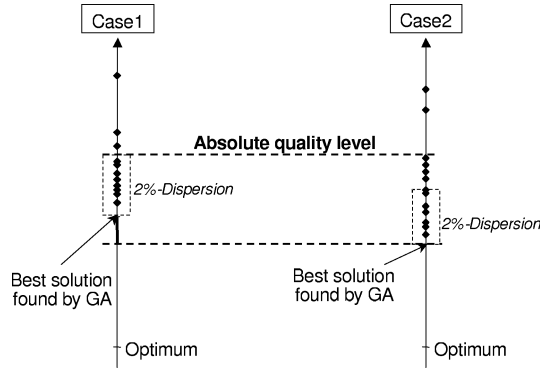 Case1
Case2
Absolute quality level
2%-Dispersion
2%-Dispersion
Best solution
found by GA
Best solution
found by GA
Optimum
Optimum